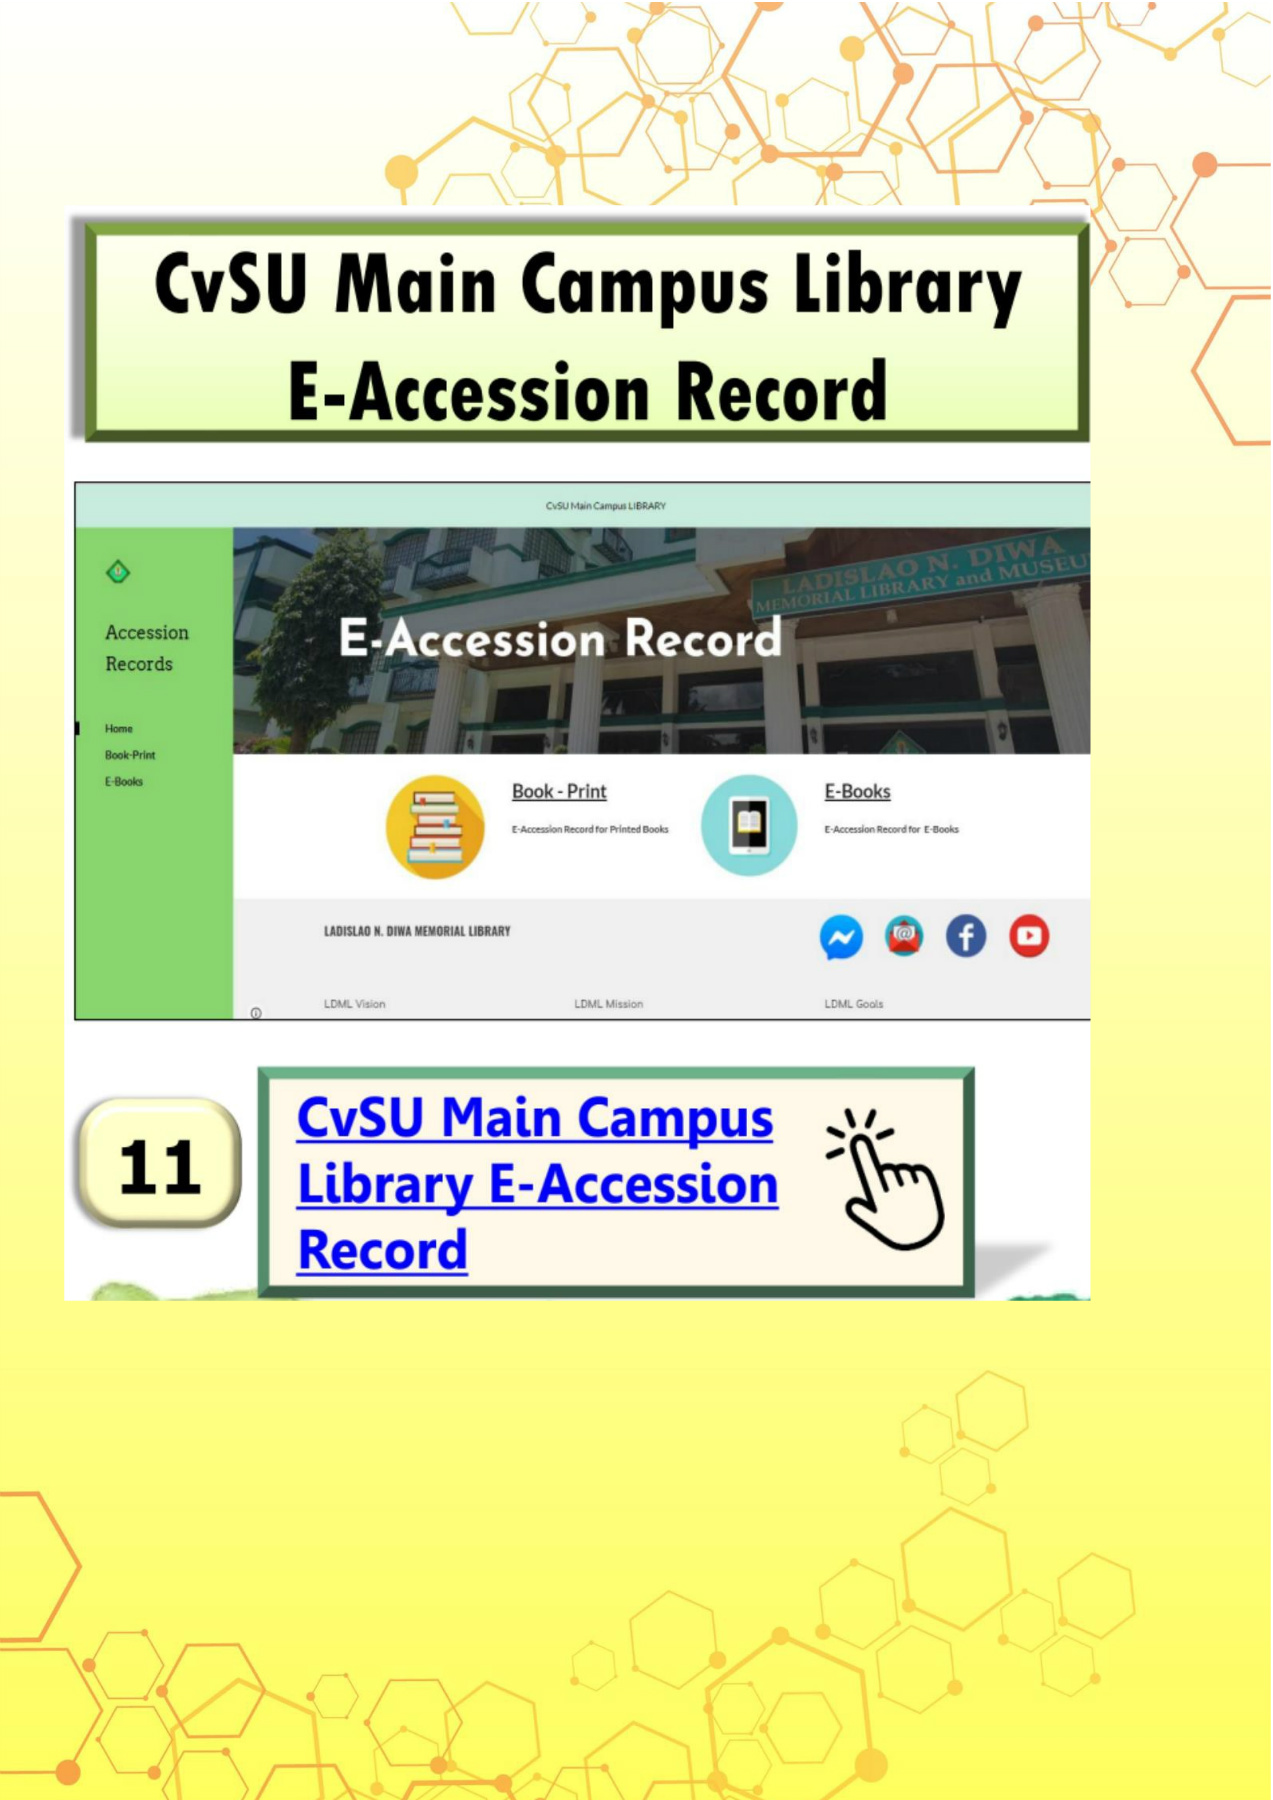 CvSU Main Campus Library
E-Accession Record
CvSU Main Campus LIBRARY
LADISLAO N. DIWA
MEMORIAL LIBRARY and MUSEU
E-Accession Record
Accession
Records
Home
Book-Print
E-Books
Book - Print
E-Accession Record for Printed Books
E-Books
E-Accession Record for E-Books
LADISLAO N. DIWA MEMORIAL LIBRARY
LDML Vision
LDML Mission
LDML Goals
11
CvSU Main Campus
Library E-Accession
Record